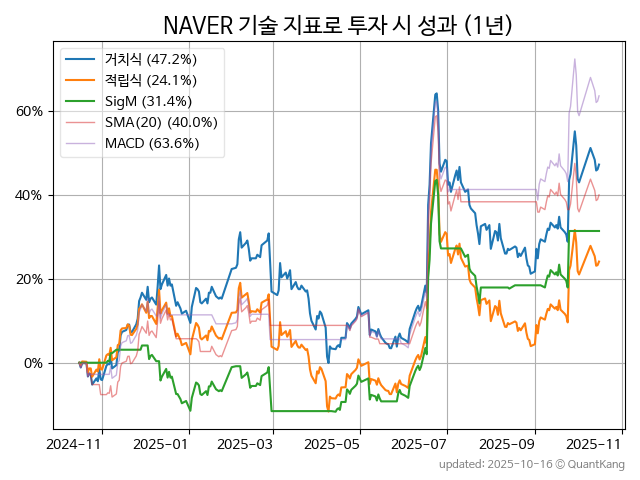 NAVER 기술 지표로 투자 시 성과 (1년)
거치식 (47.2%)
적립식 (24.1%)
SigM (31.4%)
SMA(20) (40.0%)
MACD (63.6%)
60%
40%
20%
0%
2024-11 2025-01 2025-03 2025-05 2025-07 2025-09 2025-11
updated: 2025-10-16 © QuantKang